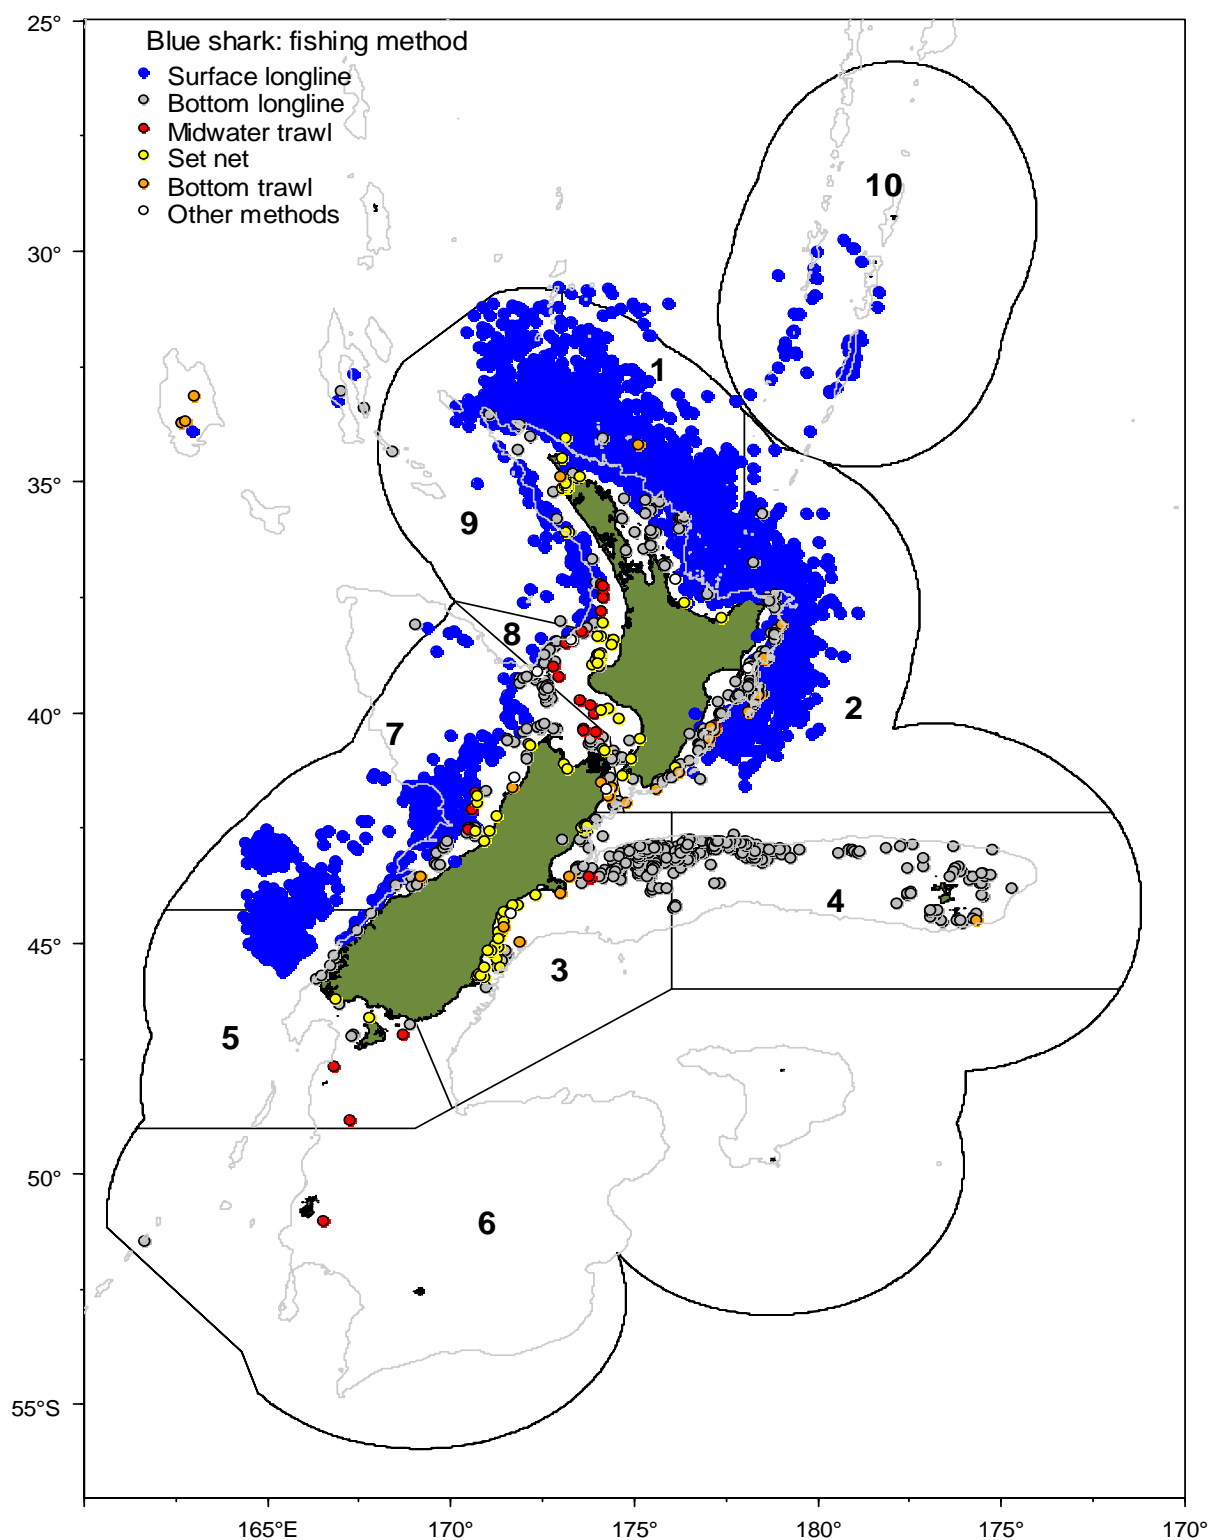 25°
Blue shark: fishing method
Surface longline
Bottom longline
Midwater trawl
Set net
Bottom trawl
Other methods
10
30°
1
35°
9
8
2
40°
7
4
45°
3
5
50°
6
55°S
165°E
170°
175°
180°
175°
170°